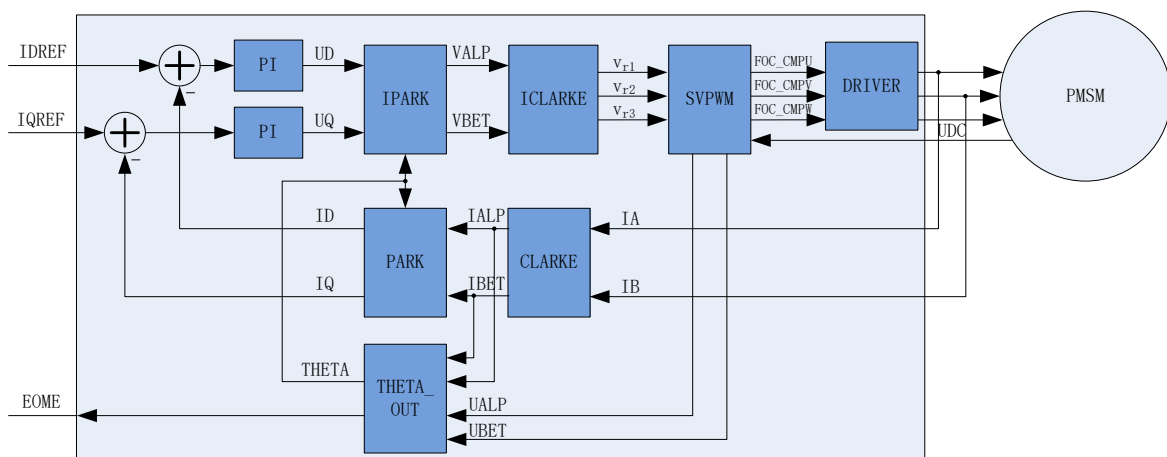 IDREF
PI
UD
IPARK
VALP
ICLARKE
Vr1
Vr2
Vr3
SVPWM
FOC_CMPU
FOC_CMPV
FOC_CMPW
DRIVER
PMSM
IQREF
PI
UQ
VBET
UDC
–
–
ID
PARK
IALP
CLARKE
IA
IQ
IBET
IB
THETA
THETA_
OUT
EOME
UALP
UBET